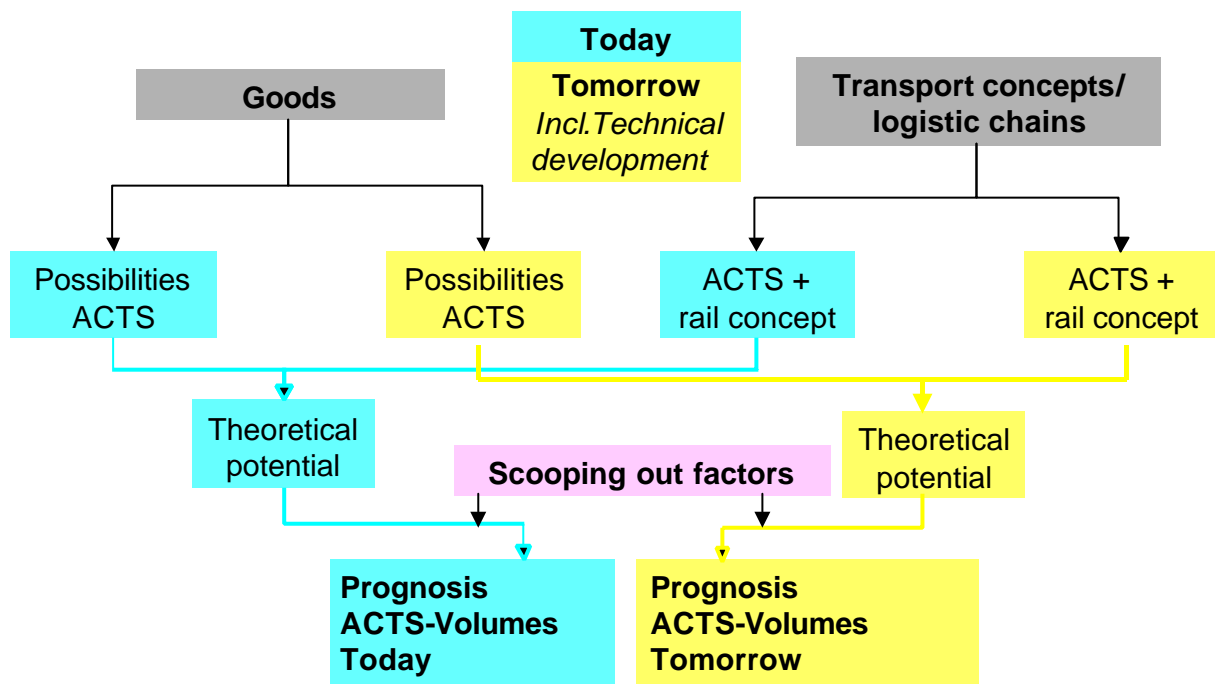 Today
Tomorrow
Incl.Technical
development
Goods
Transport concepts/
logistic chains
Possibilities
ACTS
Possibilities
ACTS
ACTS +
rail concept
ACTS +
rail concept
Theoretical
potential
Scooping out factors
Theoretical
potential
Prognosis
ACTS-Volumes
Today
Prognosis
ACTS-Volumes
Tomorrow